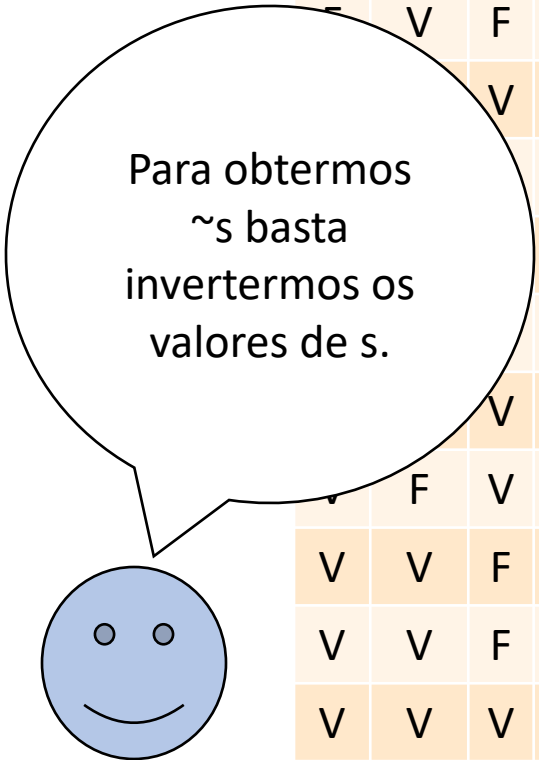 V F
V
Para obtermos
~s basta
invertermos os
valores de s.
V
F V
V V F
V V F
V V V